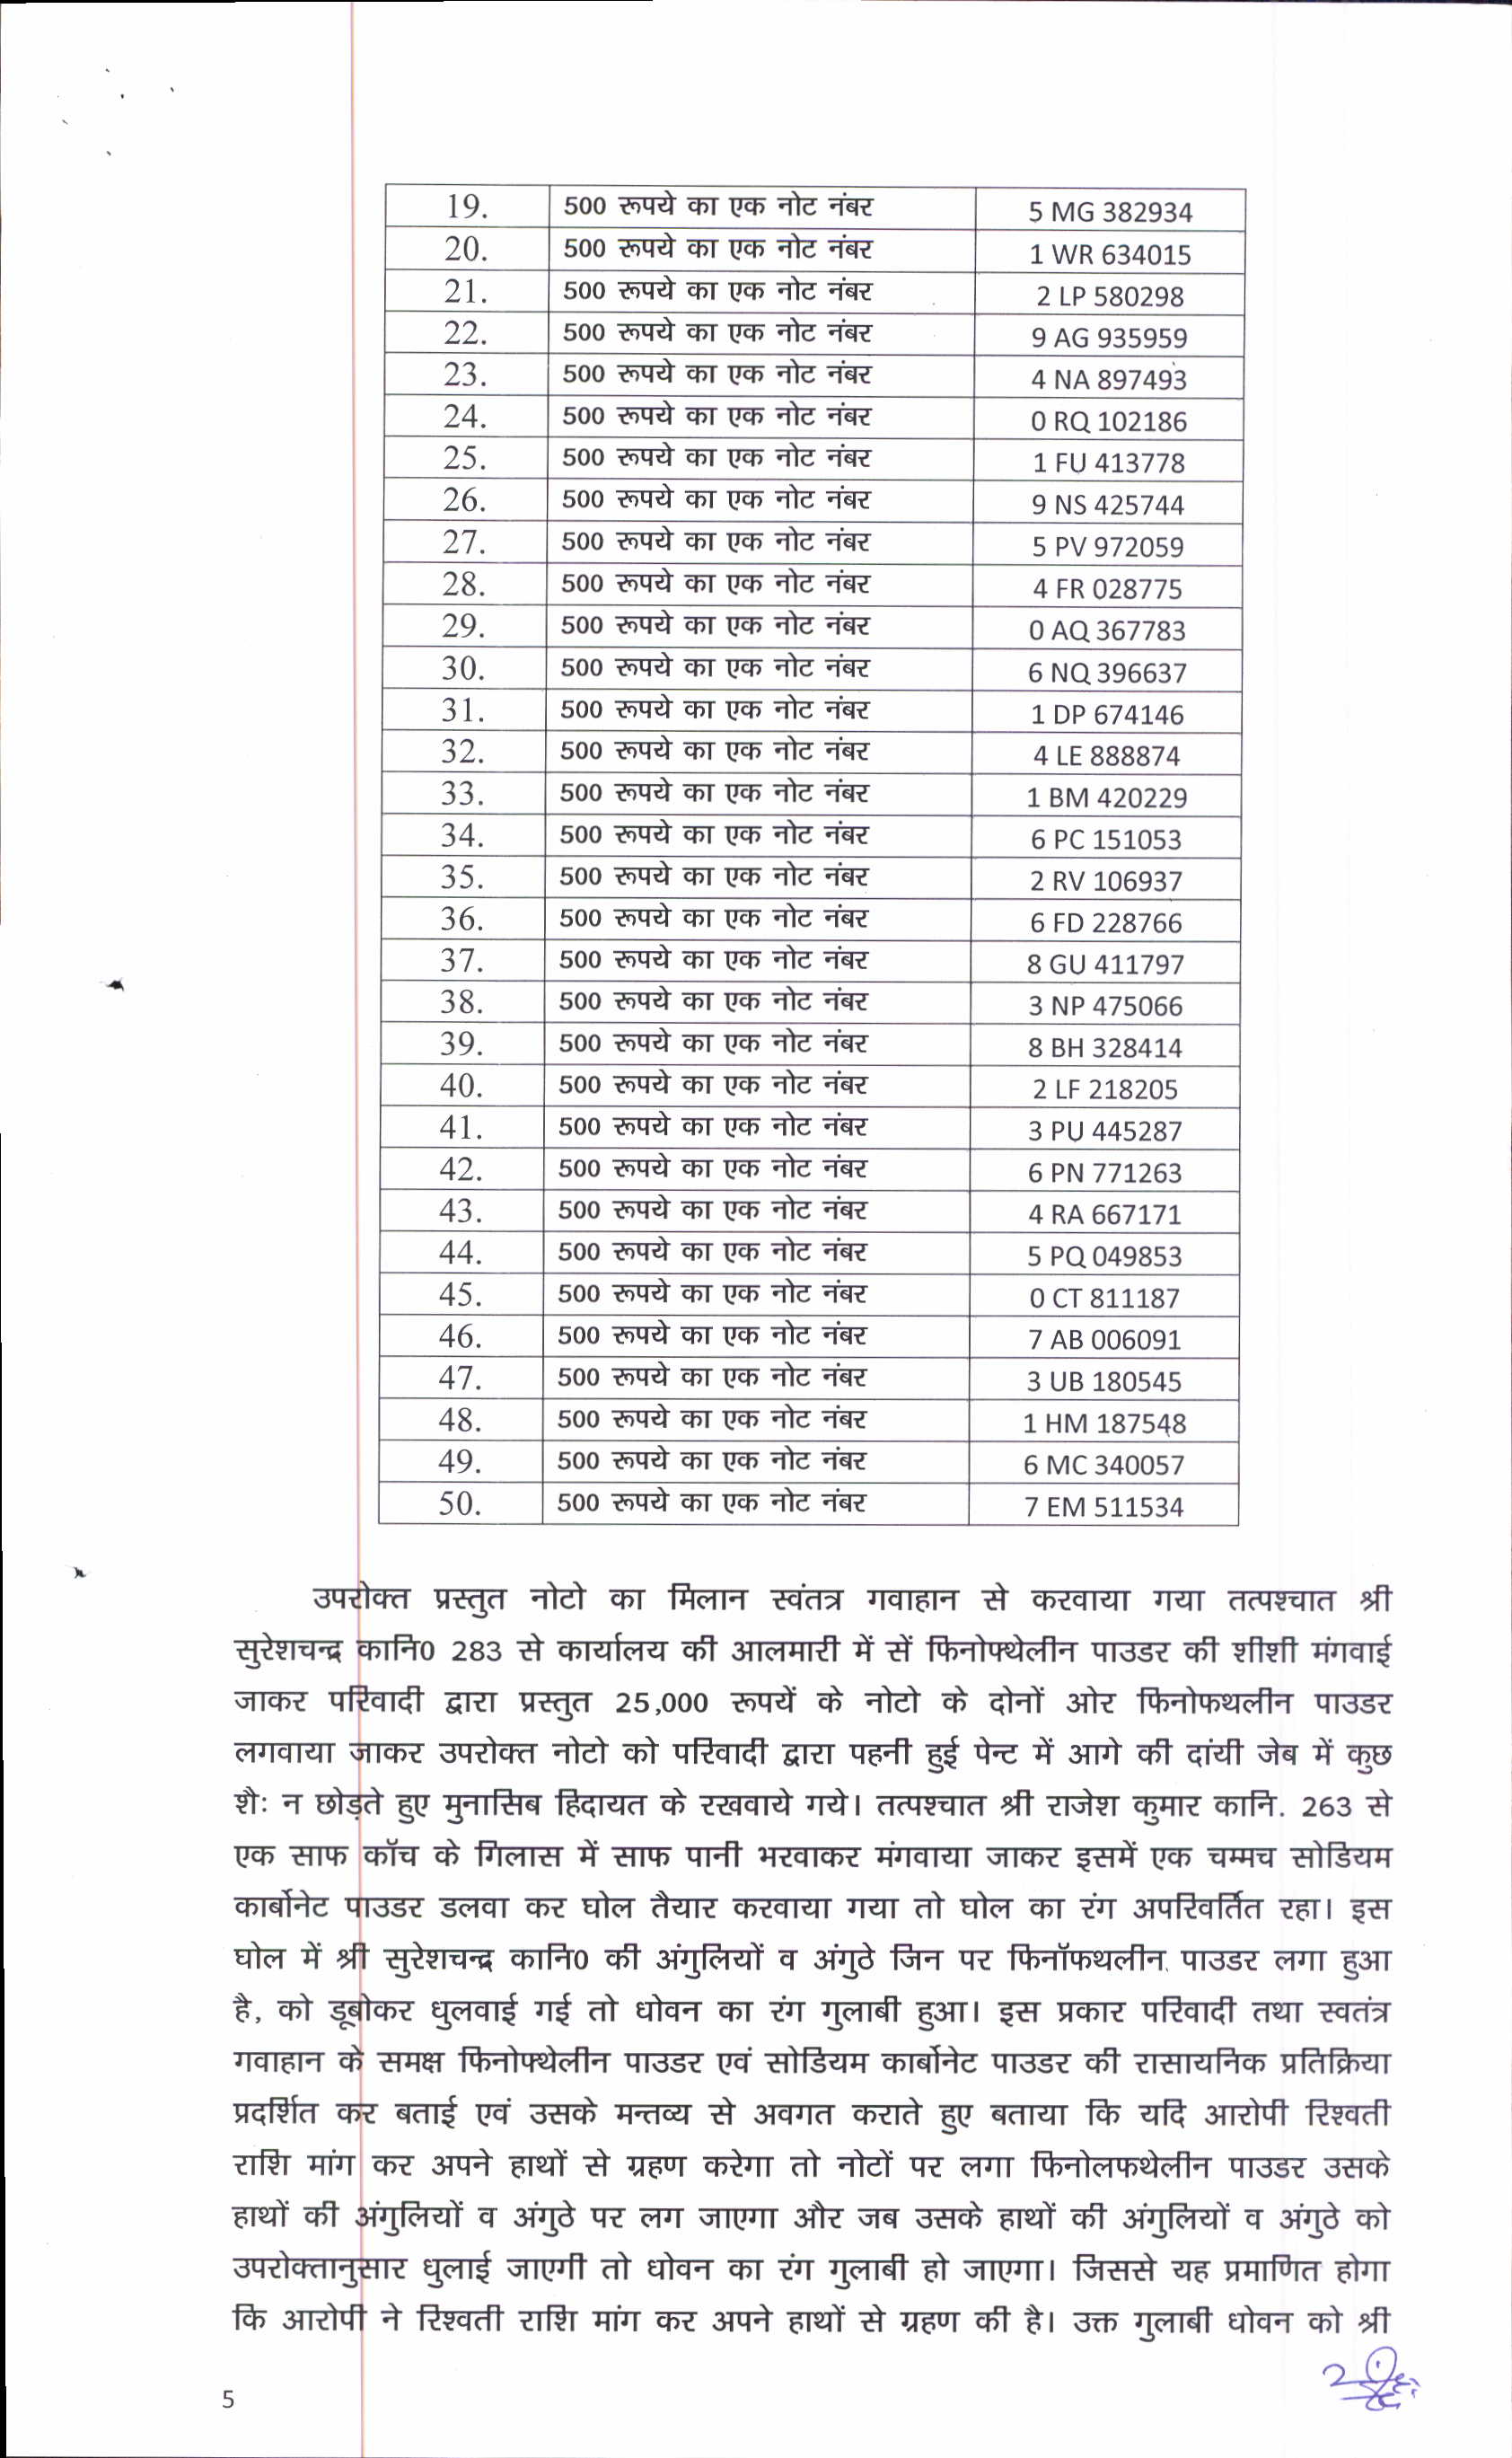 19. 500 रूपये का एक नोट नंबर 5 MG 382934
20. 500 रूपये का एक नोट नंबर 1 WR 634015
21. 500 रूपये का एक नोट नंबर 2 LP 580298
22. 500 रूपये का एक नोट नंबर 9 AG 935959
23. 500 रूपये का एक नोट नंबर 4 NA 897493
24. 500 रूपये का एक नोट नंबर 0 RQ 102186
25. 500 रूपये का एक नोट नंबर 1 FU 413778
26. 500 रूपये का एक नोट नंबर 9 NS 425744
27. 500 रूपये का एक नोट नंबर 5 PV 972059
28. 500 रूपये का एक नोट नंबर 4 FR 028775
29. 500 रूपये का एक नोट नंबर 0 AQ 367783
30. 500 रूपये का एक नोट नंबर 6 NQ 396637
31. 500 रूपये का एक नोट नंबर 1 DP 674146
32. 500 रूपये का एक नोट नंबर 4 LE 888874
33. 500 रूपये का एक नोट नंबर 1 BM 420229
34. 500 रूपये का एक नोट नंबर 6 PC 151053
35. 500 रूपये का एक नोट नंबर 2 RV 106937
36. 500 रूपये का एक नोट नंबर 6 FD 228766
37. 500 रूपये का एक नोट नंबर 8 GU 411797
38. 500 रूपये का एक नोट नंबर 3 NP 475066
39. 500 रूपये का एक नोट नंबर 8 BH 328414
40. 500 रूपये का एक नोट नंबर 2 LF 218205
41. 500 रूपये का एक नोट नंबर 3 PU 445287
42. 500 रूपये का एक नोट नंबर 6 PN 771263
43. 500 रूपये का एक नोट नंबर 4 RA 667171
44. 500 रूपये का एक नोट नंबर 5 PQ 049853
45. 500 रूपये का एक नोट नंबर 0 CT 811187
46. 500 रूपये का एक नोट नंबर 7 AB 006091
47. 500 रूपये का एक नोट नंबर 3 UB 180545
48. 500 रूपये का एक नोट नंबर 1 HM 187548
49. 500 रूपये का एक नोट नंबर 6 MC 340057
50. 500 रूपये का एक नोट नंबर 7 EM 511534
उपरोक्त प्रस्तुत नोटो का मिलान स्वंतत्र गवाहान से करवाया गया तत्पश्चात श्री
सुरेशचन्द्र कानि0 283 से कार्यालय की आलमारी में सें फिनोफ्थेलीन पाउडर की शीशी मंगवाई
जाकर परिवादी द्वारा प्रस्तुत 25,000 रूपयें के नोटो के दोनों ओर फिनोफथलीन पाउडर
लगवाया जाकर उपरोक्त नोटो को परिवादी द्वारा पहनी हुई पेन्ट में आगे की दांयी जेब में कुछ
शैः न छोड़ते हुए मुनासिब हिदायत के रखवाये गये। तत्पश्चात श्री राजेश कुमार कानि. 263 से
एक साफ कॉच के गिलास में साफ पानी भरवाकर मंगवाया जाकर इसमें एक चम्मच सोडियम
कार्बोनेट पाउडर डलवा कर घोल तैयार करवाया गया तो घोल का रंग अपरिवर्तित रहा। इस
घोल में श्री सुरेशचन्द्र कानि0 की अंगुलियों व अंगुठे जिन पर फिनॉफथलीन पाउडर लगा हुआ
है, को डूबोकर धुलवाई गई तो धोवन का रंग गुलाबी हुआ। इस प्रकार परिवादी तथा स्वतंत्र
गवाहान के समक्ष फिनोफ्थेलीन पाउडर एवं सोडियम कार्बोनेट पाउडर की रासायनिक प्रतिक्रिया
प्रदर्शित कर बताई एवं उसके मन्तव्य से अवगत कराते हुए बताया कि यदि आरोपी रिश्वती
राशि मांग कर अपने हाथों से ग्रहण करेगा तो नोटों पर लगा फिनोलफथेलीन पाउडर उसके
हाथों की अंगुलियों व अंगुठे पर लग जाएगा और जब उसके हाथों की अंगुलियों व अंगुठे को
उपरोक्तानुसार धुलाई जाएगी तो धोवन का रंग गुलाबी हो जाएगा। जिससे यह प्रमाणित होगा
कि आरोपी ने रिश्वती राशि मांग कर अपने हाथों से ग्रहण की है। उक्त गुलाबी धोवन को श्री
5